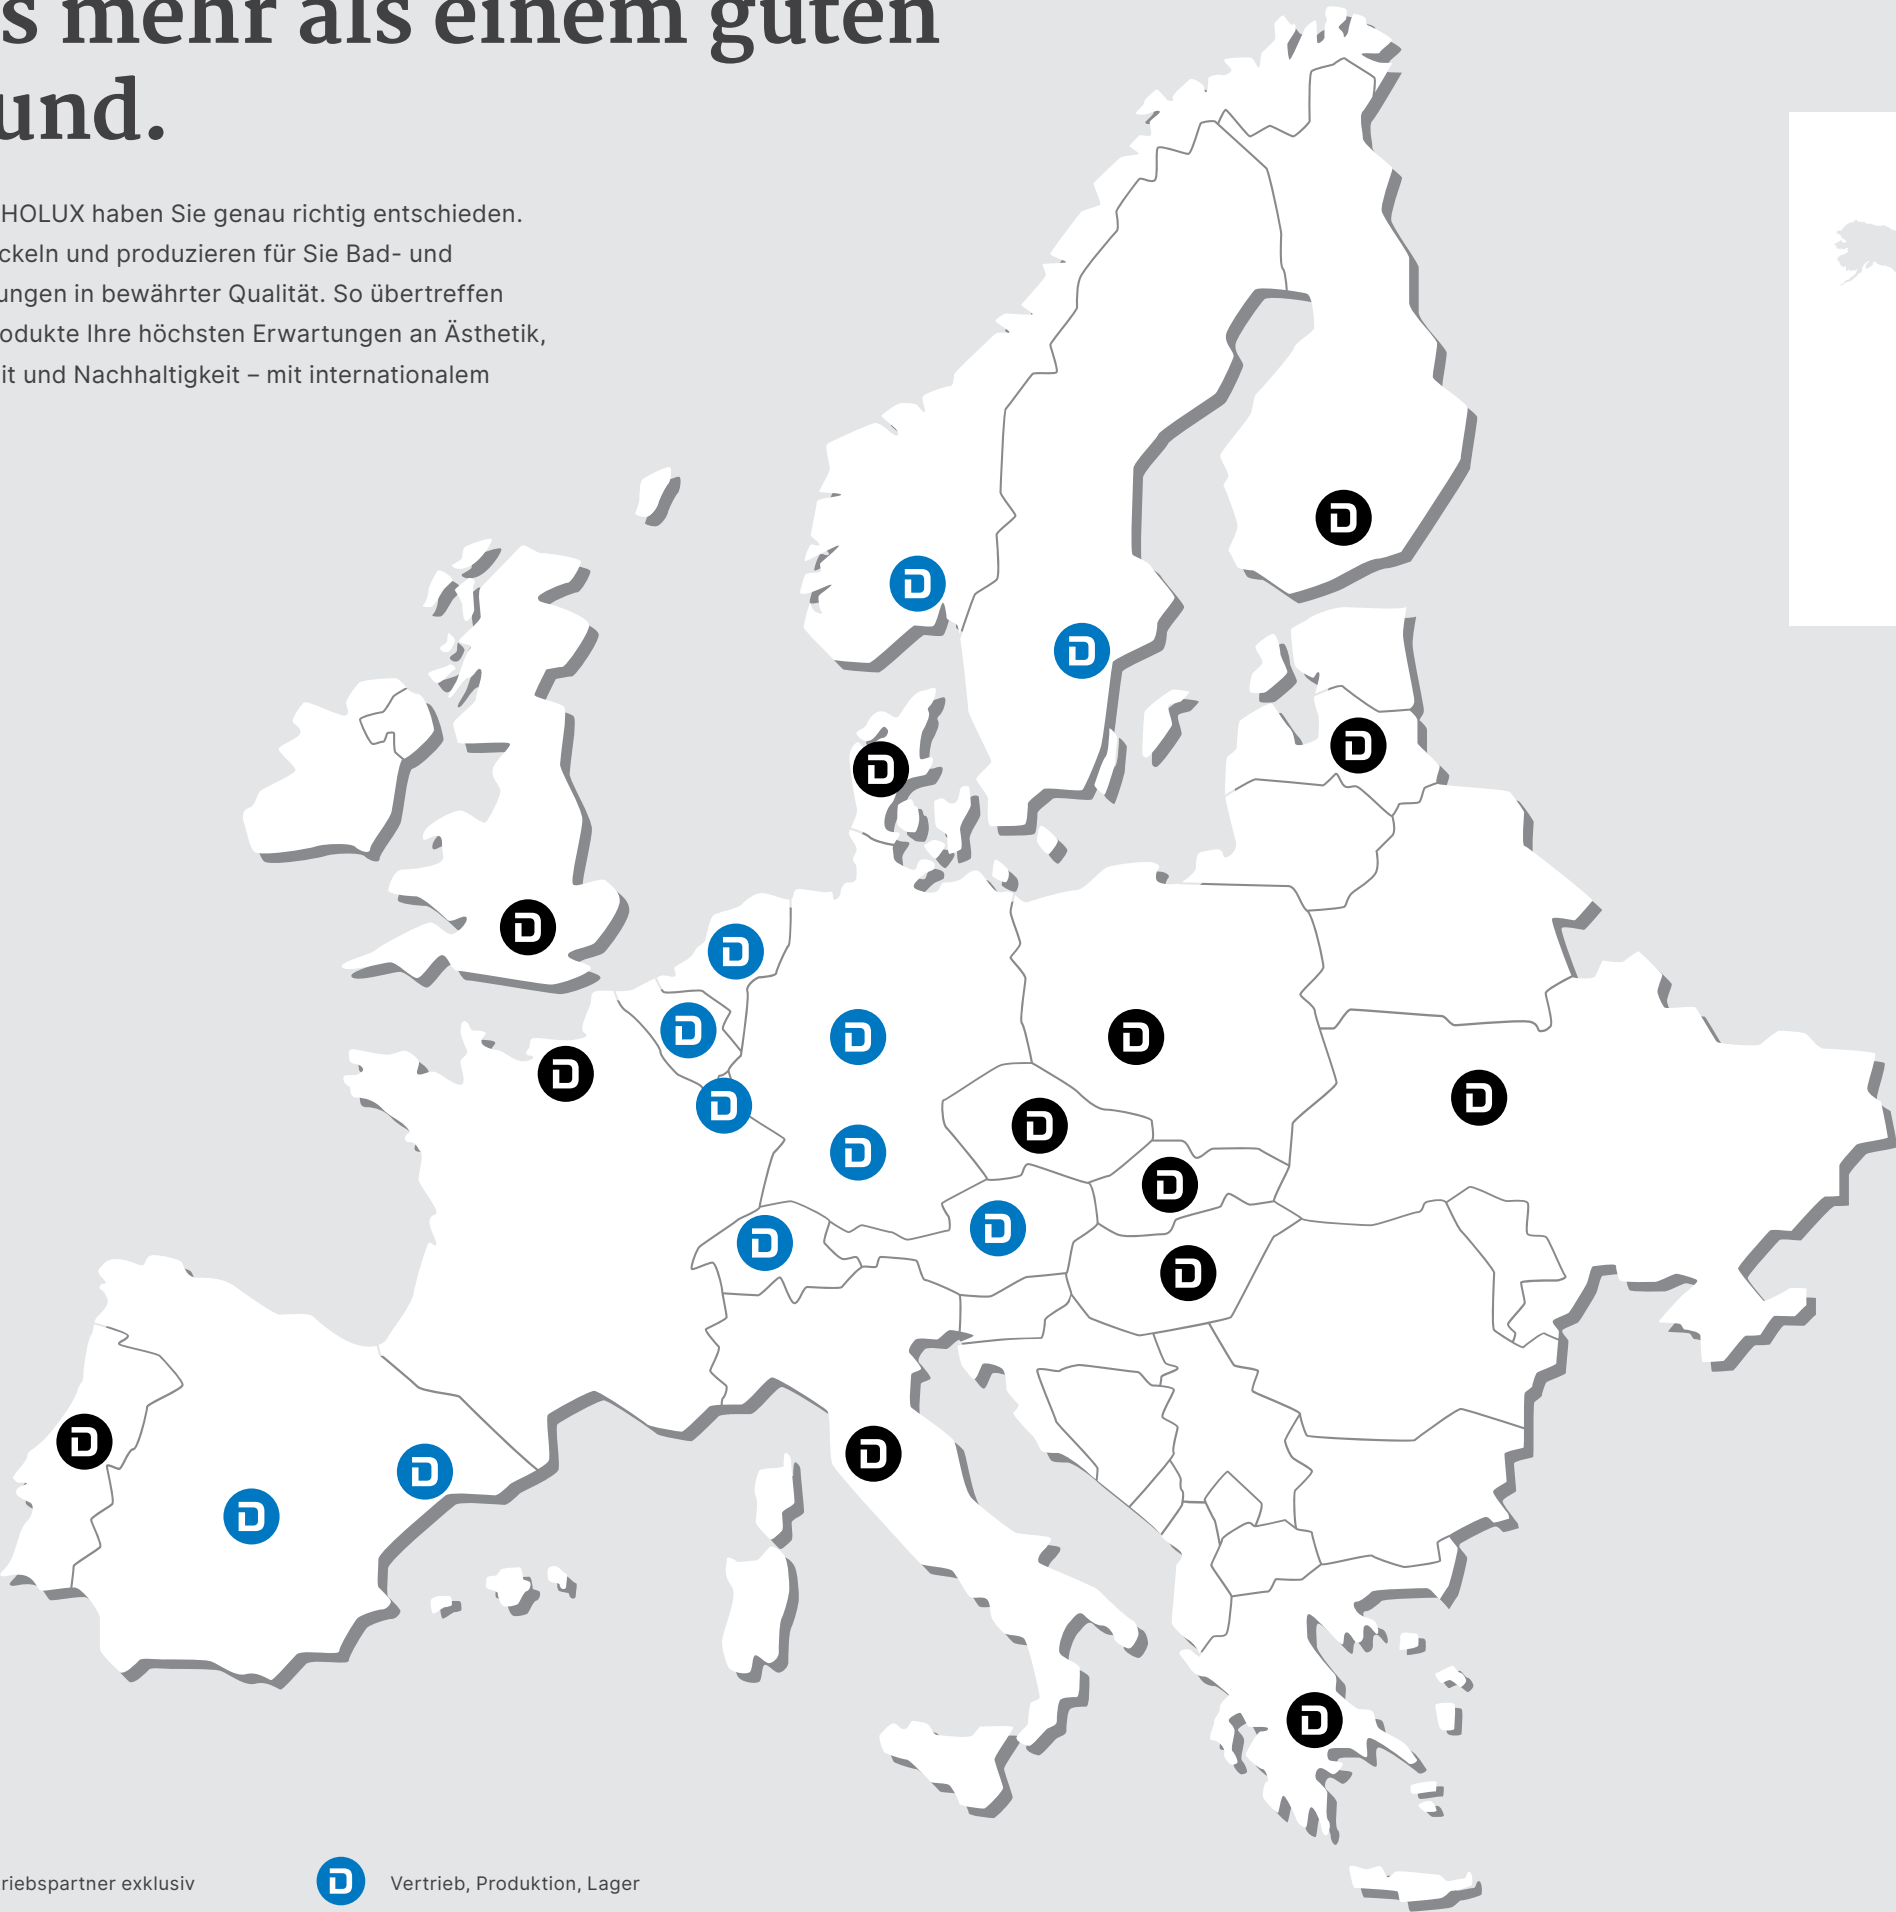 s mehr als einem guten
und.
HOLUX haben Sie genau richtig entschieden.
ckeln und produzieren für Sie Bad- und
ungen in bewährter Qualität. So übertreffen
odukte Ihre höchsten Erwartungen an Ästhetik,
it und Nachhaltigkeit – mit internationalem
riebspartner exklusiv
Vertrieb, Produktion, Lager